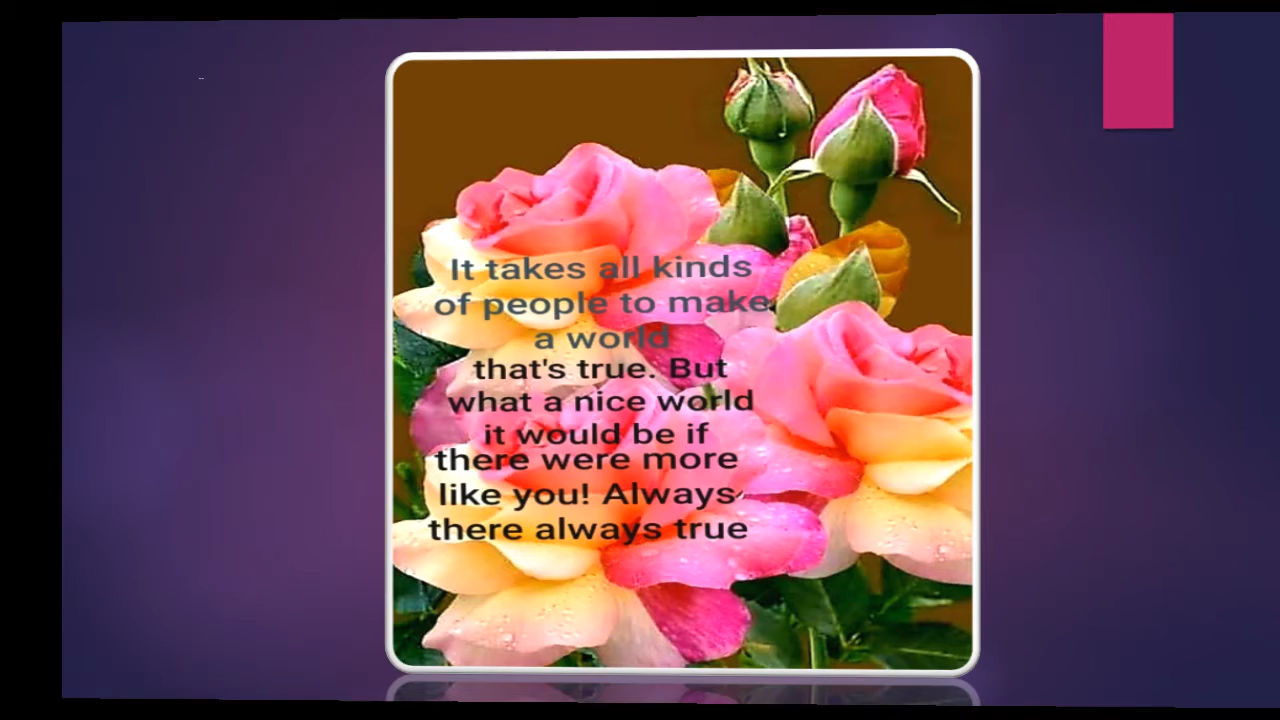 It takes all kinds
of people to make
a world
that's true. But
what a nice world
it would be if
there were more
like you! Always
there always true